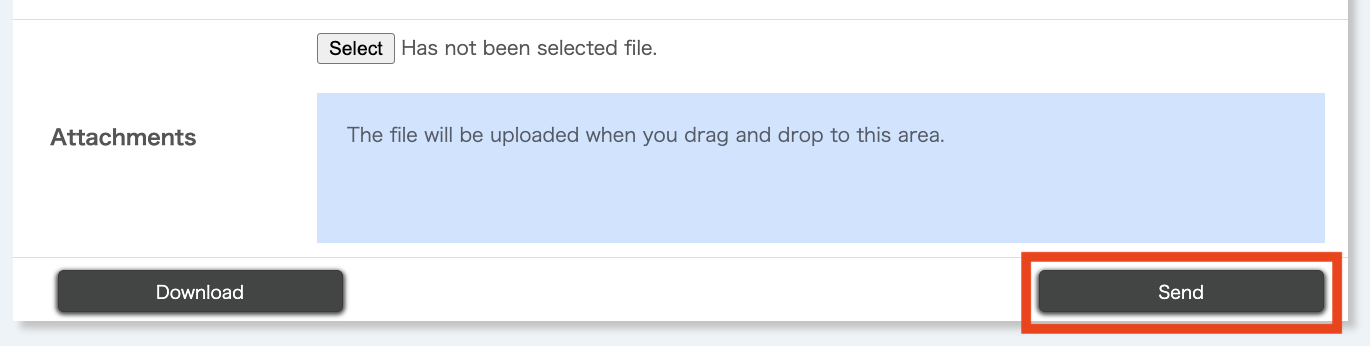 Select Has not been selected file.
Attachments
The file will be uploaded when you drag and drop to this area.
Download
Send